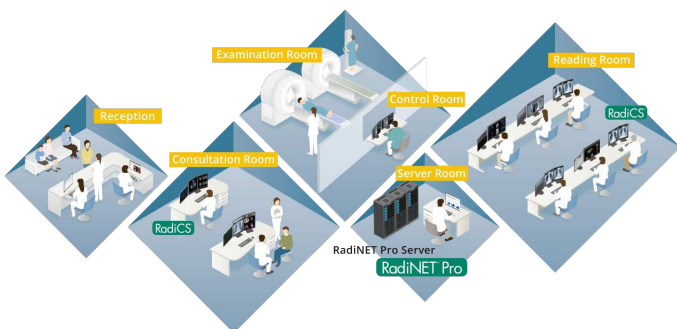 Examination Room
Reading Room
Control Room
Reception
RadiCS
Consultation Room
Server Room
RadiCS
RadiNET Pro Server
RadiNET Pro